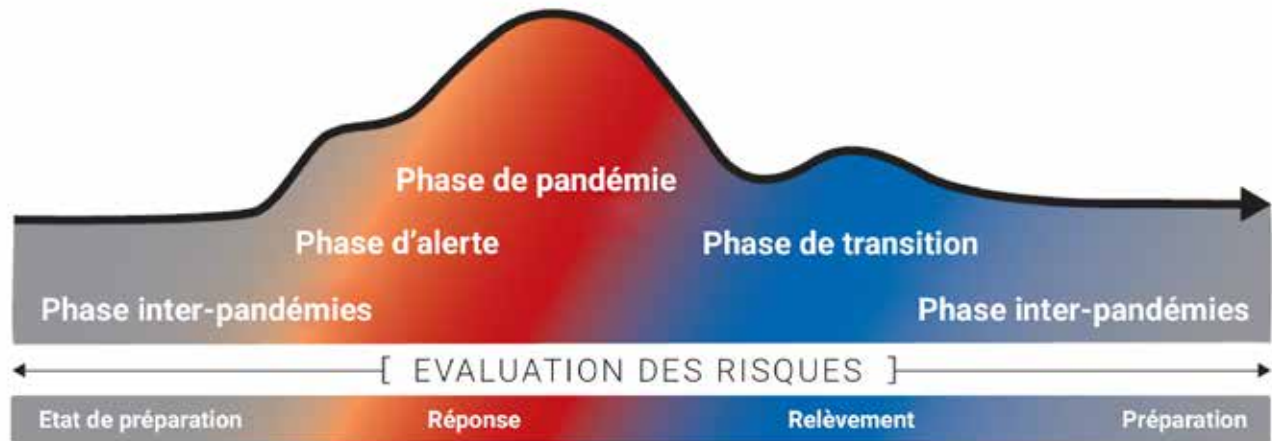 Phase de pandémie
Phase d'alerte
Phase de transition
Phase inter-pandémies
Phase inter-pandémies
[ EVALUATION DES RISQUES ]
Etat de préparation
Réponse
Relèvement
Préparation